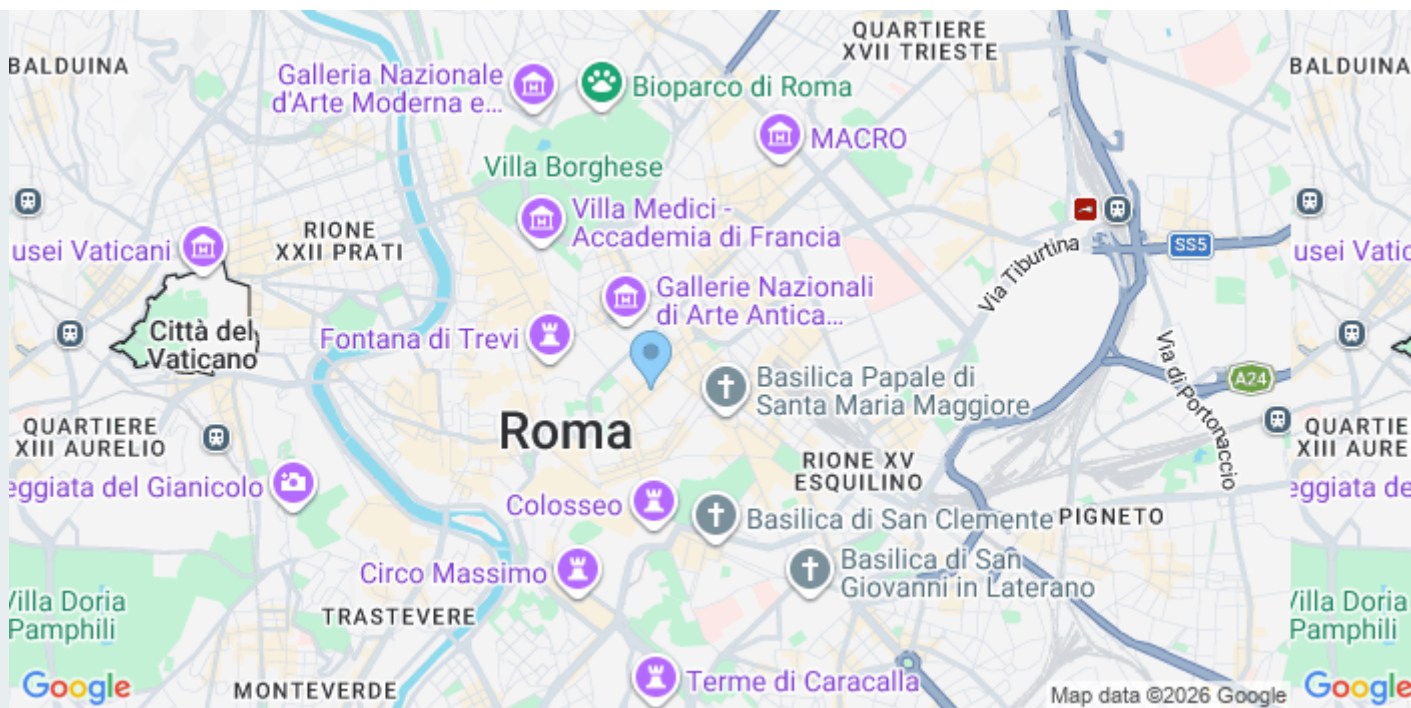 QUARTIERE
XVII TRIESTE
BALDUINA
BALDUINA
Galleria Nazionale
d'Arte Moderna e...
Bioparco di Roma
MACRO
Villa Borghese
Villa Medici -
Accademia di Francia
RIONE
XXII PRATI
usei Vaticani
usei Vatic
Via Tiburtina
SS5
Gallerie Nazionali
di Arte Antica...
Fontana di Trevi
Città del
Vaticano
Via di Portonaccio
A24
Basilica Papale di
Santa Maria Maggiore
Roma
QUARTIERE
XIII AURELIO
QUARTIE
XIII AURE
RIONE XV
ESQUILINO
eggiata del Gianicolo
eggiata de
Colosseo
Basilica di San Clemente
PIGNETO
Circo Massimo
Basilica di San
Giovanni in Laterano
Villa Doria
Pamphili
Villa Doria
Pamphili
TRASTEVERE
Terme di Caracalla
MONTEVERDE
Google
Map data ©2026 Google
Google